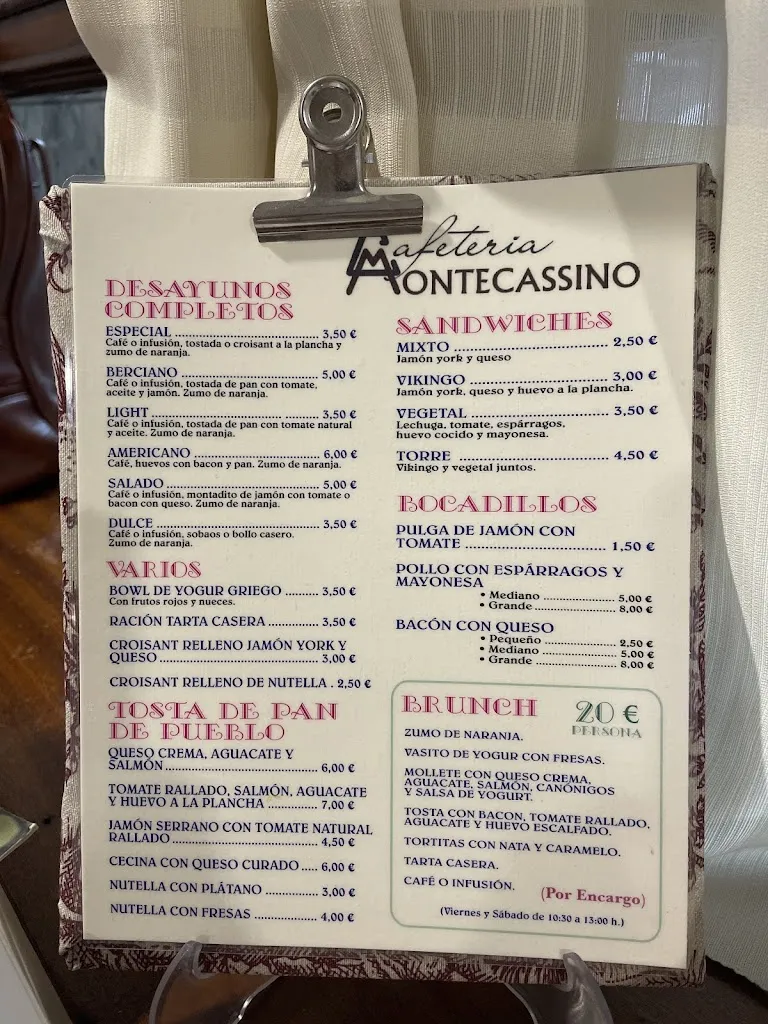 Cafeteria
MONTECASSINO
DESAYUNOS
COMPLETOS
ESPECIAL ........................................ 3,50 €
Café o infusión, tostada o croisant a la plancha y
zumo de naranja.
BERCIANO ........................................ 5,00 €
Café o infusión, tostada de pan con tomate,
aceite y jamón. Zumo de naranja.
LIGHT ........................................ 3,50 €
Café o infusión, tostada de pan con tomate natural
y aceite. Zumo de naranja.
AMERICANO ........................................ 6,00 €
Café, huevos con bacon y pan. Zumo de naranja.
SALADO ........................................ 5,00 €
Café o infusión, montadito de jamón con tomate o
bacon con queso. Zumo de naranja.
DULCE ........................................ 3,50 €
Café o infusión, sobaos o bollo casero.
Zumo de naranja.
VARIOS
BOWL DE YOGUR GRIEGO .......... 3,50 €
Con frutos rojos y nueces.
RACIÓN TARTA CASERA ............... 3,50 €
CROISANT RELLENO JAMÓN YORK Y
QUESO ........................................ 3,00 €
CROISANT RELLENO DE NUTELLA . 2,50 €
TOSTA DE PAN
DE PUEBLO
QUESO CREMA, AGUACATE Y
SALMÓN ........................................ 6,00 €
TOMATE RALLADO, SALMÓN, AGUACATE
Y HUEVO A LA PLANCHA ............. 7,00 €
JAMÓN SERRANO CON TOMATE NATURAL
RALLADO ........................................ 4,50 €
CECINA CON QUESO CURADO ..... 6,00 €
NUTELLA CON PLÁTANO ............... 3,00 €
NUTELLA CON FRESAS .................. 4,00 €
SANDWICHES
MIXTO ........................................ 2,50 €
Jamón york y queso
VIKINGO ........................................ 3,00 €
Jamón york, queso y huevo a la plancha.
VEGETAL ........................................ 3,50 €
Lechuga, tomate, espárragos,
huevo cocido y mayonesa.
TORRE ........................................ 4,50 €
Vikingo y vegetal juntos.
BOCADILLOS
PULGA DE JAMÓN CON
TOMATE ........................................ 1,50 €
POLLO CON ESPÁRRAGOS Y
MAYONESA
• Mediano .............................. 5,00 €
• Grande .............................. 8,00 €
BACÓN CON QUESO
• Pequeño .............................. 2,50 €
• Mediano .............................. 5,00 €
• Grande .............................. 8,00 €
BRUNCH 20 €
PERSONA
ZUMO DE NARANJA.
VASITO DE YOGUR CON FRESAS.
MOLLETE CON QUESO CREMA,
AGUACATE, SALMÓN, CANÓNIGOS
Y SALSA DE YOGURT.
TOSTA CON BACON, TOMATE RALLADO,
AGUACATE Y HUEVO ESCALFADO.
TORTITAS CON NATA Y CARAMELO.
TARTA CASERA.
CAFÉ O INFUSIÓN.
(Por Encargo)
(Viernes y Sábado de 10:30 a 13:00 h.)